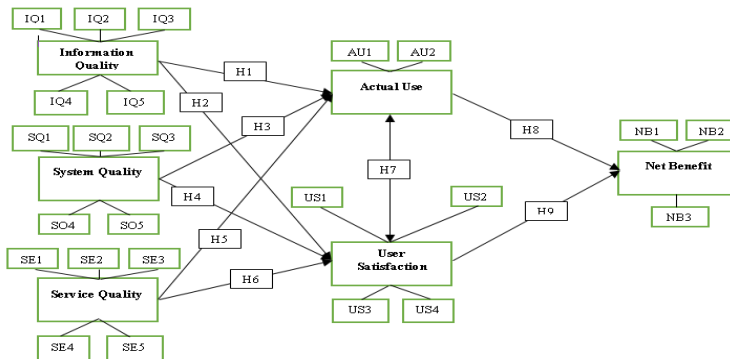 IQ1 IQ2 IQ3
Information
Quality
IQ4 IQ5
SQ1 SQ2 SQ3
System Quality
SO4 SO5
SE1 SE2 SE3
Service Quality
SE4 SE5
H1
H2
H3
H4
H5
H6
AU1 AU2
Actual Use
H7
US1 US2
User
Satisfaction
US3 US4
H8
H9
NB1 NB2
Net Benefit
NB3